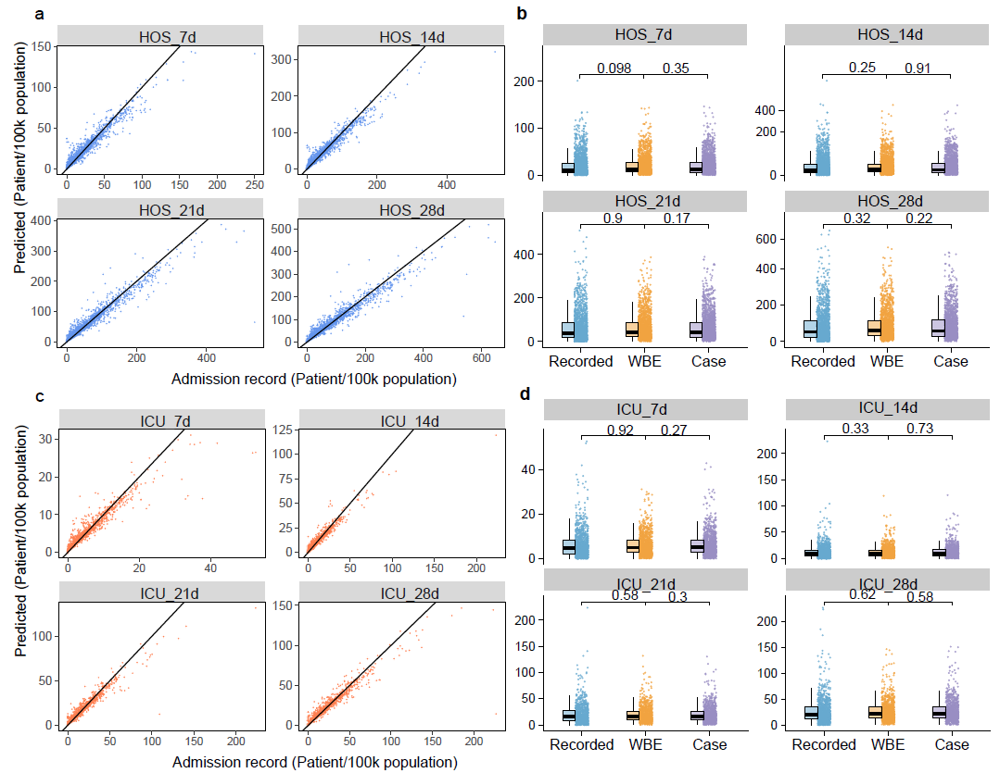 a
HOS_7d
HOS_14d
150
100
50
0
0 50 100 150 200 250
300
200
100
0
0 200 400
HOS_21d
HOS_28d
400
300
200
100
0
0 200 400
500
400
300
200
100
0
0 200 400 600
Predicted (Patient/100k population)
Admission record (Patient/100k population)
b
HOS_7d
HOS_14d
0.098 0.35
200
100
0
0.25 0.91
400
200
0
HOS_21d
HOS_28d
0.9 0.17
400
200
0
0.32 0.22
600
400
200
0
Recorded WBE Case
Recorded WBE Case
c
ICU_7d
ICU_14d
30
20
10
0
0 20 40
125
100
75
50
25
0
0 50 100 150 200
ICU_21d
ICU_28d
100
50
0
0 50 100 150 200
150
100
50
0
0 50 100 150 200
Predicted (Patient/100k population)
Admission record (Patient/100k population)
d
ICU_7d
ICU_14d
0.92 0.27
40
20
0
0.33 0.73
200
150
100
50
0
ICU_21d
ICU_28d
0.58 0.3
200
150
100
50
0
0.62 0.58
200
150
100
50
0
Recorded WBE Case
Recorded WBE Case